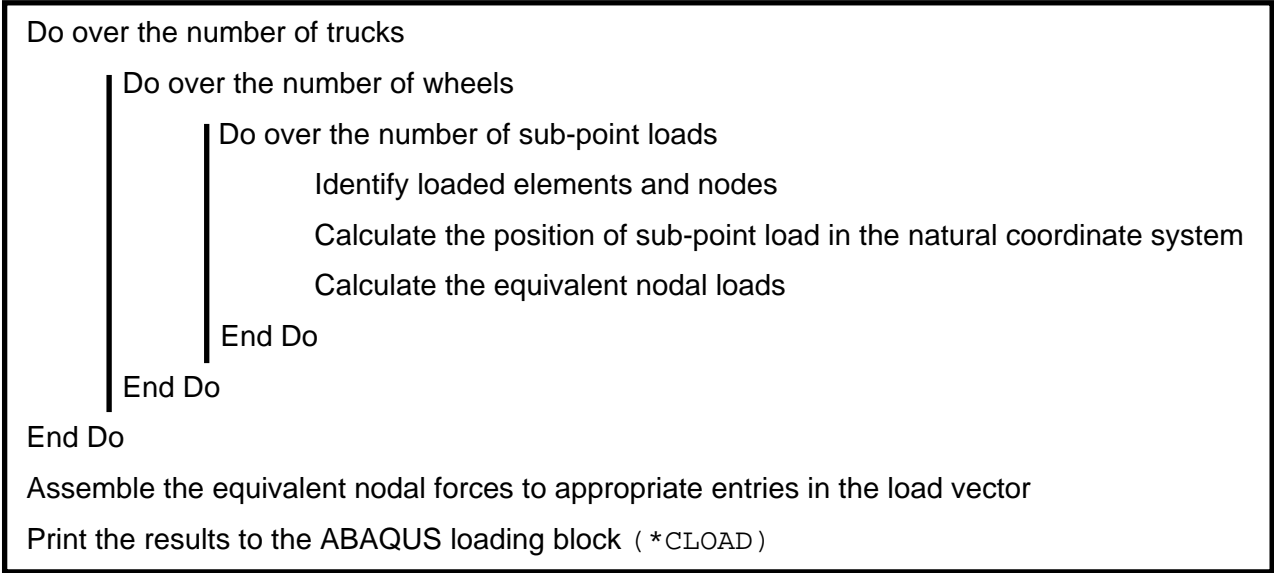 Do over the number of trucks
Do over the number of wheels
Do over the number of sub-point loads
Identify loaded elements and nodes
Calculate the position of sub-point load in the natural coordinate system
Calculate the equivalent nodal loads
End Do
End Do
End Do
Assemble the equivalent nodal forces to appropriate entries in the load vector
Print the results to the ABAQUS loading block (*CLOAD)